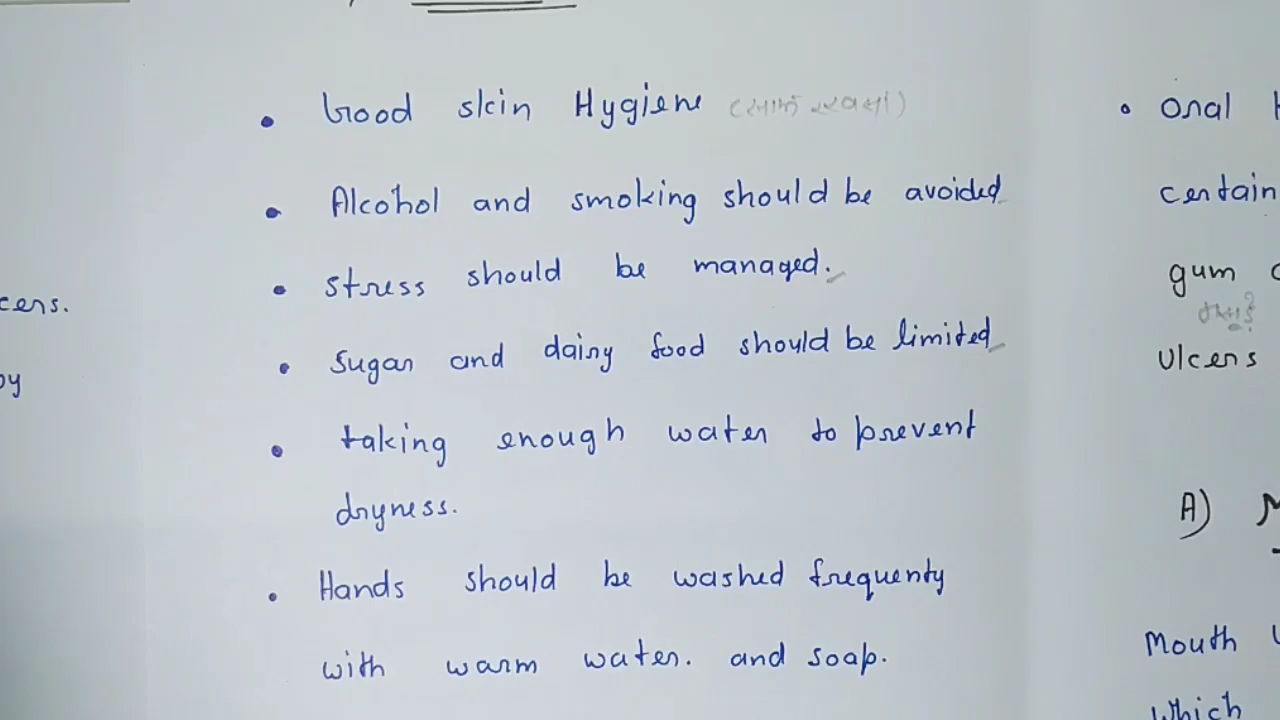 cers.
by
• Good skin Hygiene
• Alcohol and smoking should be avoided
• stress should be managed.
• Sugar and dairy food should be limited
• taking enough water to prevent
dryness.
• Hands should be washed frequenty
with warm water. and soap.
• Oral
certain
gum
Ulcers
A)
Mouth
which